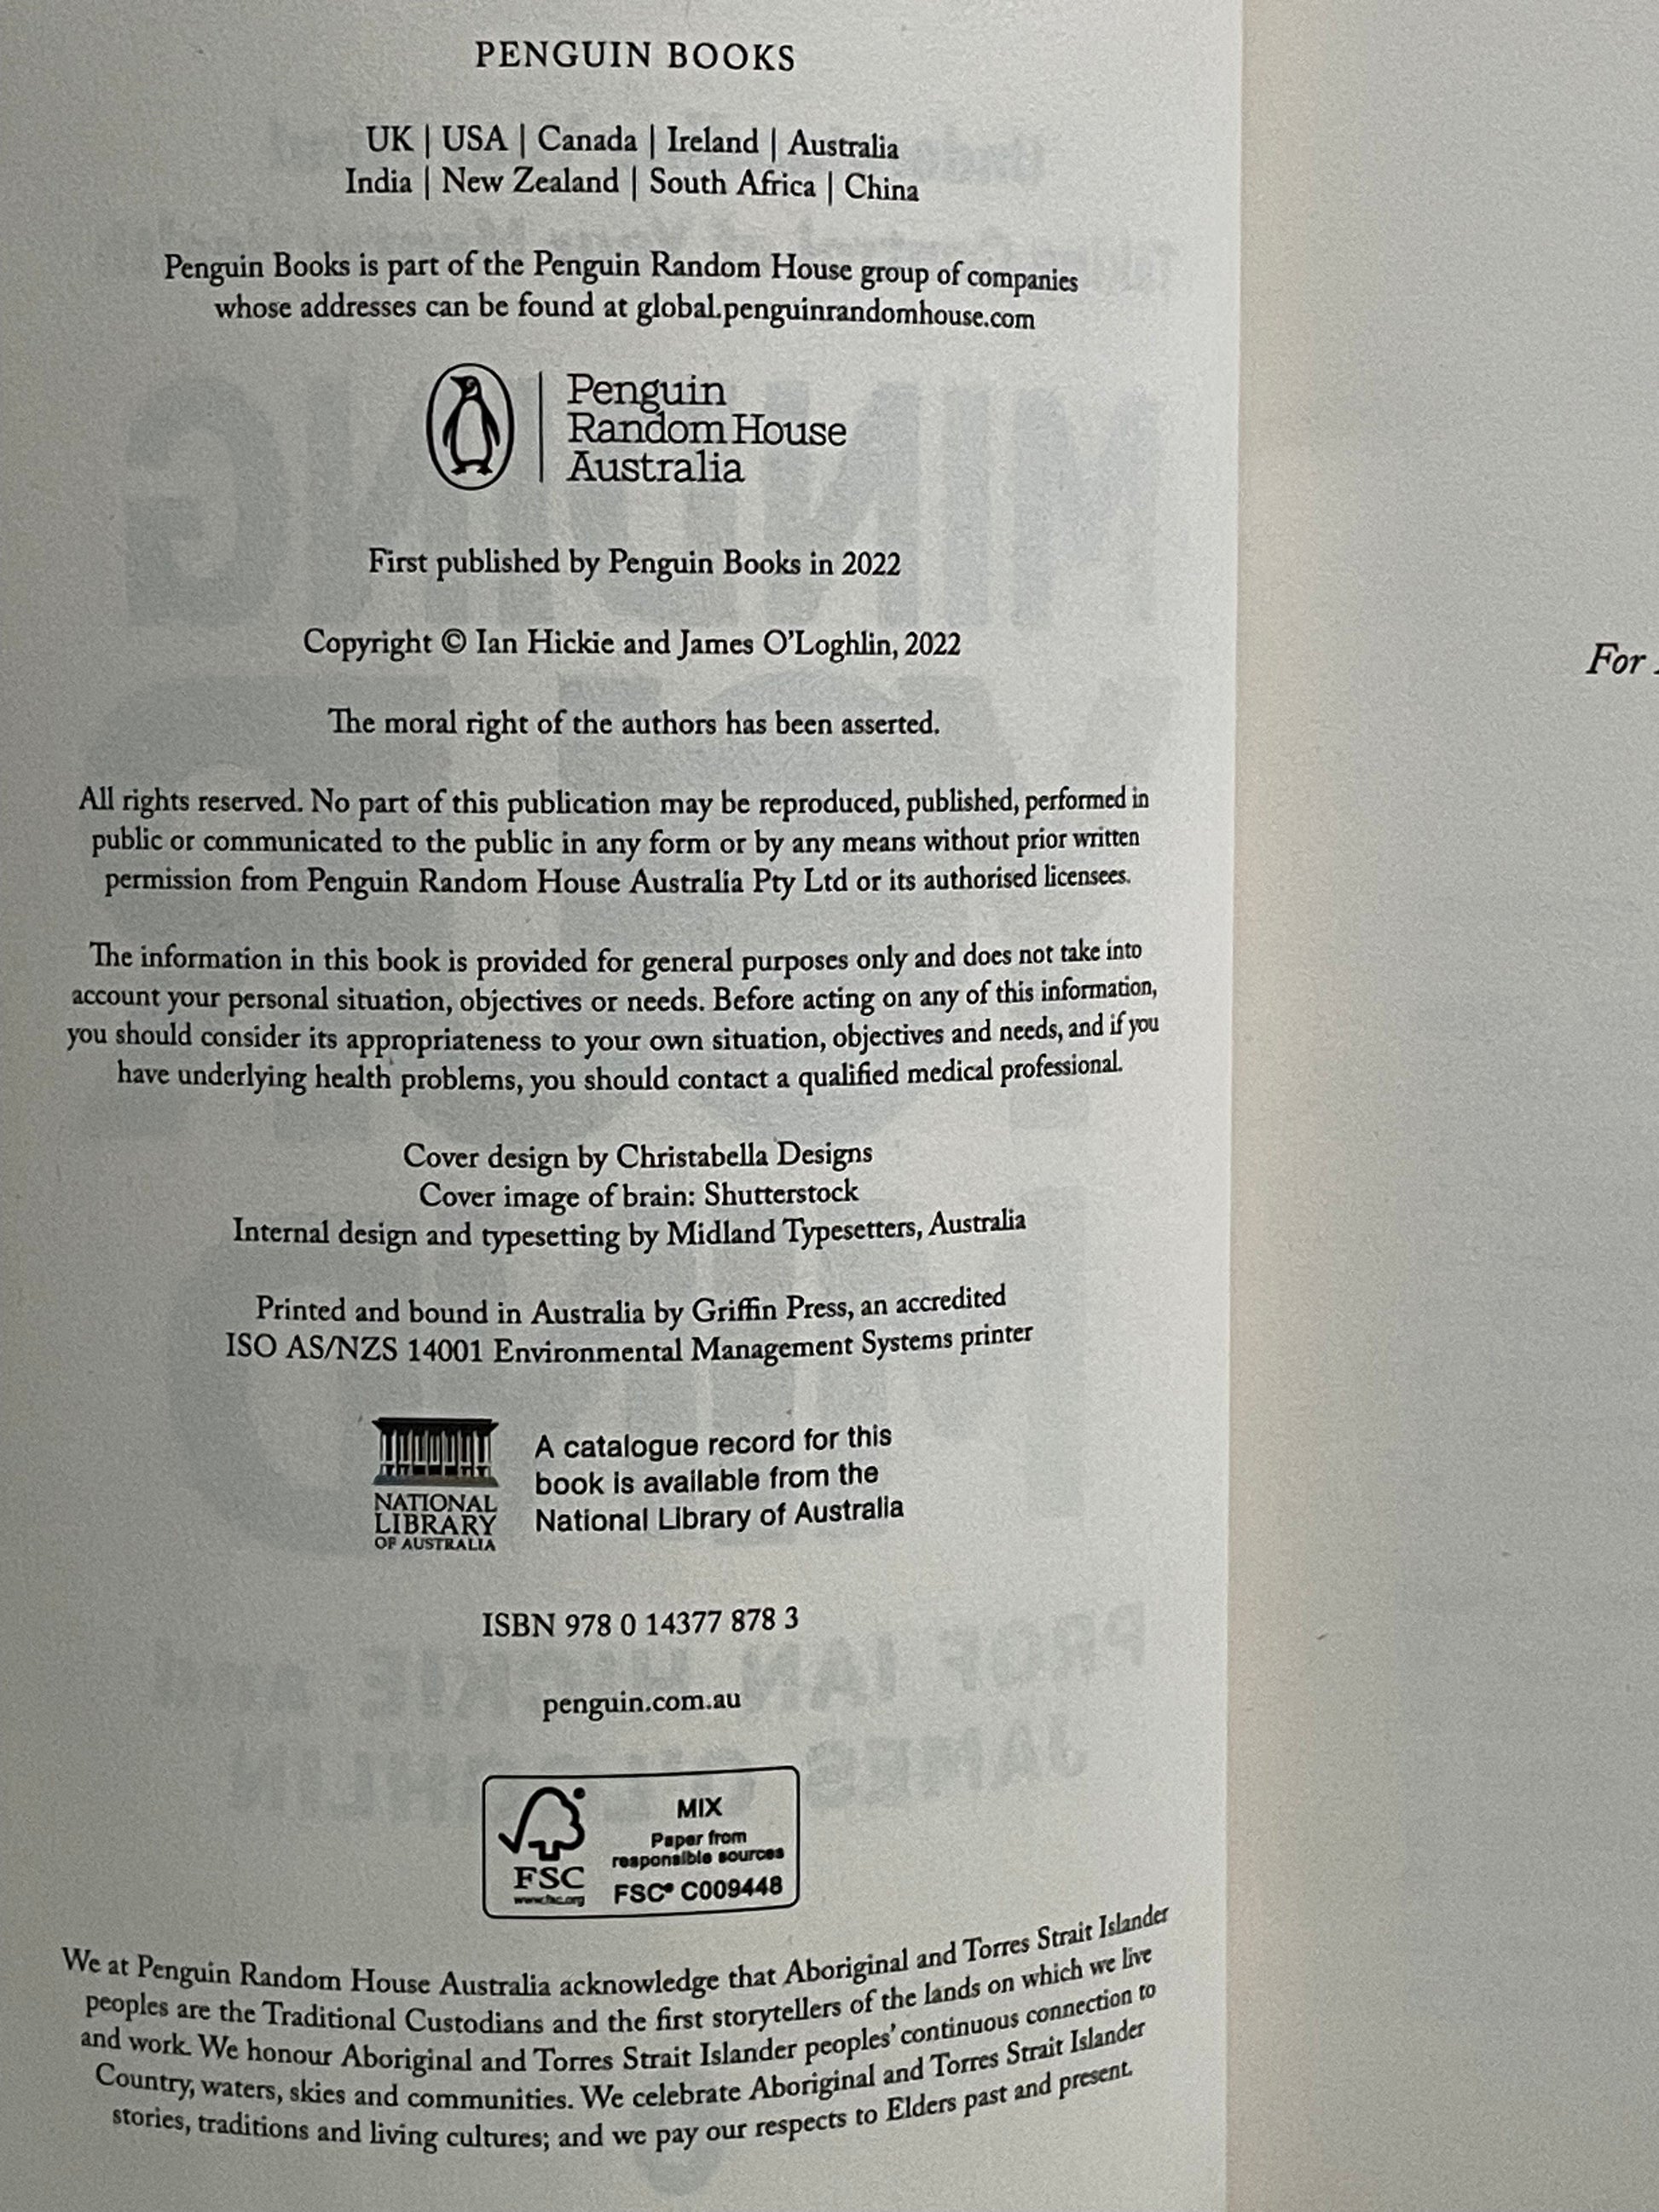 PENGUIN BOOKS
UK | USA | Canada | Ireland | Australia
India | New Zealand | South Africa | China
Penguin Books is part of the Penguin Random House group of companies
whose addresses can be found at global.penguinrandomhouse.com
Penguin
Random House
Australia
First published by Penguin Books in 2022
Copyright © Ian Hickie and James O'Loghlin, 2022
The moral right of the authors has been asserted.
All rights reserved. No part of this publication may be reproduced, published, performed in
public or communicated to the public in any form or by any means without prior written
permission from Penguin Random House Australia Pty Ltd or its authorised licensees.
The information in this book is provided for general purposes only and does not take into
account your personal situation, objectives or needs. Before acting on any of this information,
you should consider its appropriateness to your own situation, objectives and needs, and if you
have underlying health problems, you should contact a qualified medical professional.
Cover design by Christabella Designs
Cover image of brain: Shutterstock
Internal design and typesetting by Midland Typesetters, Australia
Printed and bound in Australia by Griffin Press, an accredited
ISO AS/NZS 14001 Environmental Management Systems printer
NATIONAL
LIBRARY
OF AUSTRALIA
A catalogue record for this
book is available from the
National Library of Australia
ISBN 978 0 14377 878 3
penguin.com.au
FSC
www.fsc.org
MIX
Paper from
responsible sources
FSC® C009448
We at Penguin Random House Australia acknowledge that Aboriginal and Torres Strait Islander
peoples are the Traditional Custodians and the first storytellers of the lands on which we live
and work. We honour Aboriginal and Torres Strait Islander peoples' continuous connection to
Country, waters, skies and communities. We celebrate Aboriginal and Torres Strait Islander
stories, traditions and living cultures; and we pay our respects to Elders past and present.
For